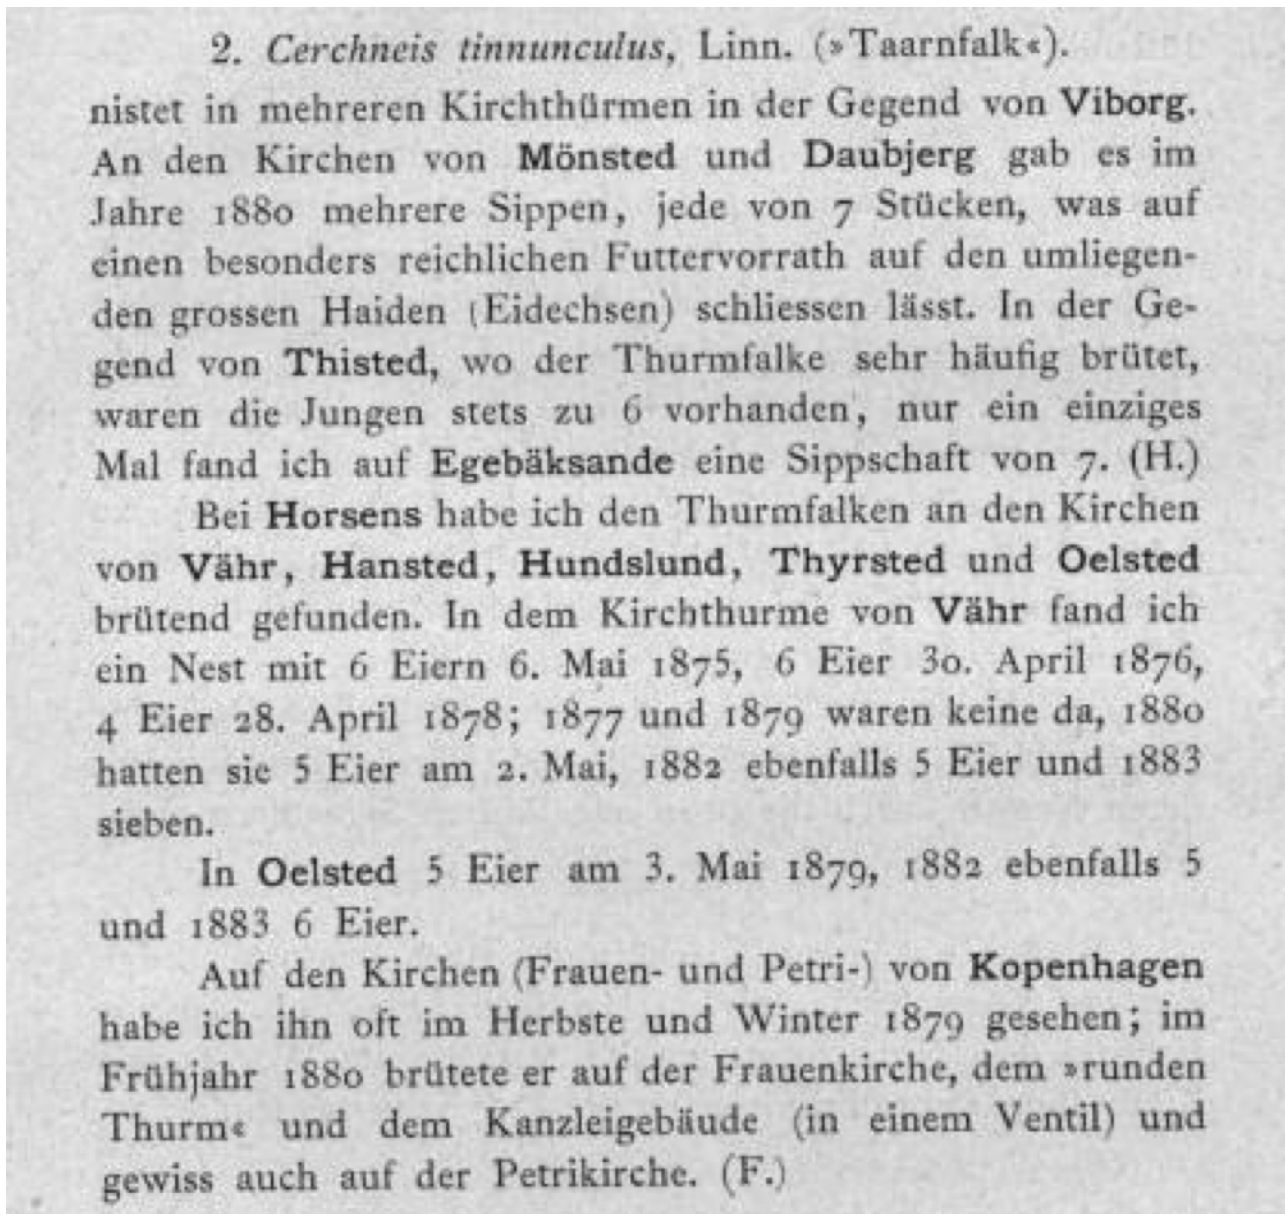 2. Cerchneis tinnunculus, Linn. (»Taarnfalk«).
nistet in mehreren Kirchthürmen in der Gegend von Viborg.
An den Kirchen von Mönsted und Daubjerg gab es im
Jahre 1880 mehrere Sippen, jede von 7 Stücken, was auf
einen besonders reichlichen Futtervorrath auf den umliegen-
den grossen Haiden (Eidechsen) schliessen lässt. In der Ge-
gend von Thisted, wo der Thurmfalke sehr häufig brütet,
waren die Jungen stets zu 6 vorhanden, nur ein einziges
Mal fand ich auf Egebäksande eine Sippschaft von 7. (H.)
Bei Horsens habe ich den Thurmfalken an den Kirchen
von Vähr, Hansted, Hundslund, Thyrsted und Oelsted
brütend gefunden. In dem Kirchthurme von Vähr fand ich
ein Nest mit 6 Eiern 6. Mai 1875, 6 Eier 30. April 1876,
4 Eier 28. April 1878; 1877 und 1879 waren keine da, 1880
hatten sie 5 Eier am 2. Mai, 1882 ebenfalls 5 Eier und 1883
sieben.
In Oelsted 5 Eier am 3. Mai 1879, 1882 ebenfalls 5
und 1883 6 Eier.
Auf den Kirchen (Frauen- und Petri-) von Kopenhagen
habe ich ihn oft im Herbste und Winter 1879 gesehen; im
Frühjahr 1880 brütete er auf der Frauenkirche, dem »runden
Thurm« und dem Kanzleigebäude (in einem Ventil) und
gewiss auch auf der Petrikirche. (F.)